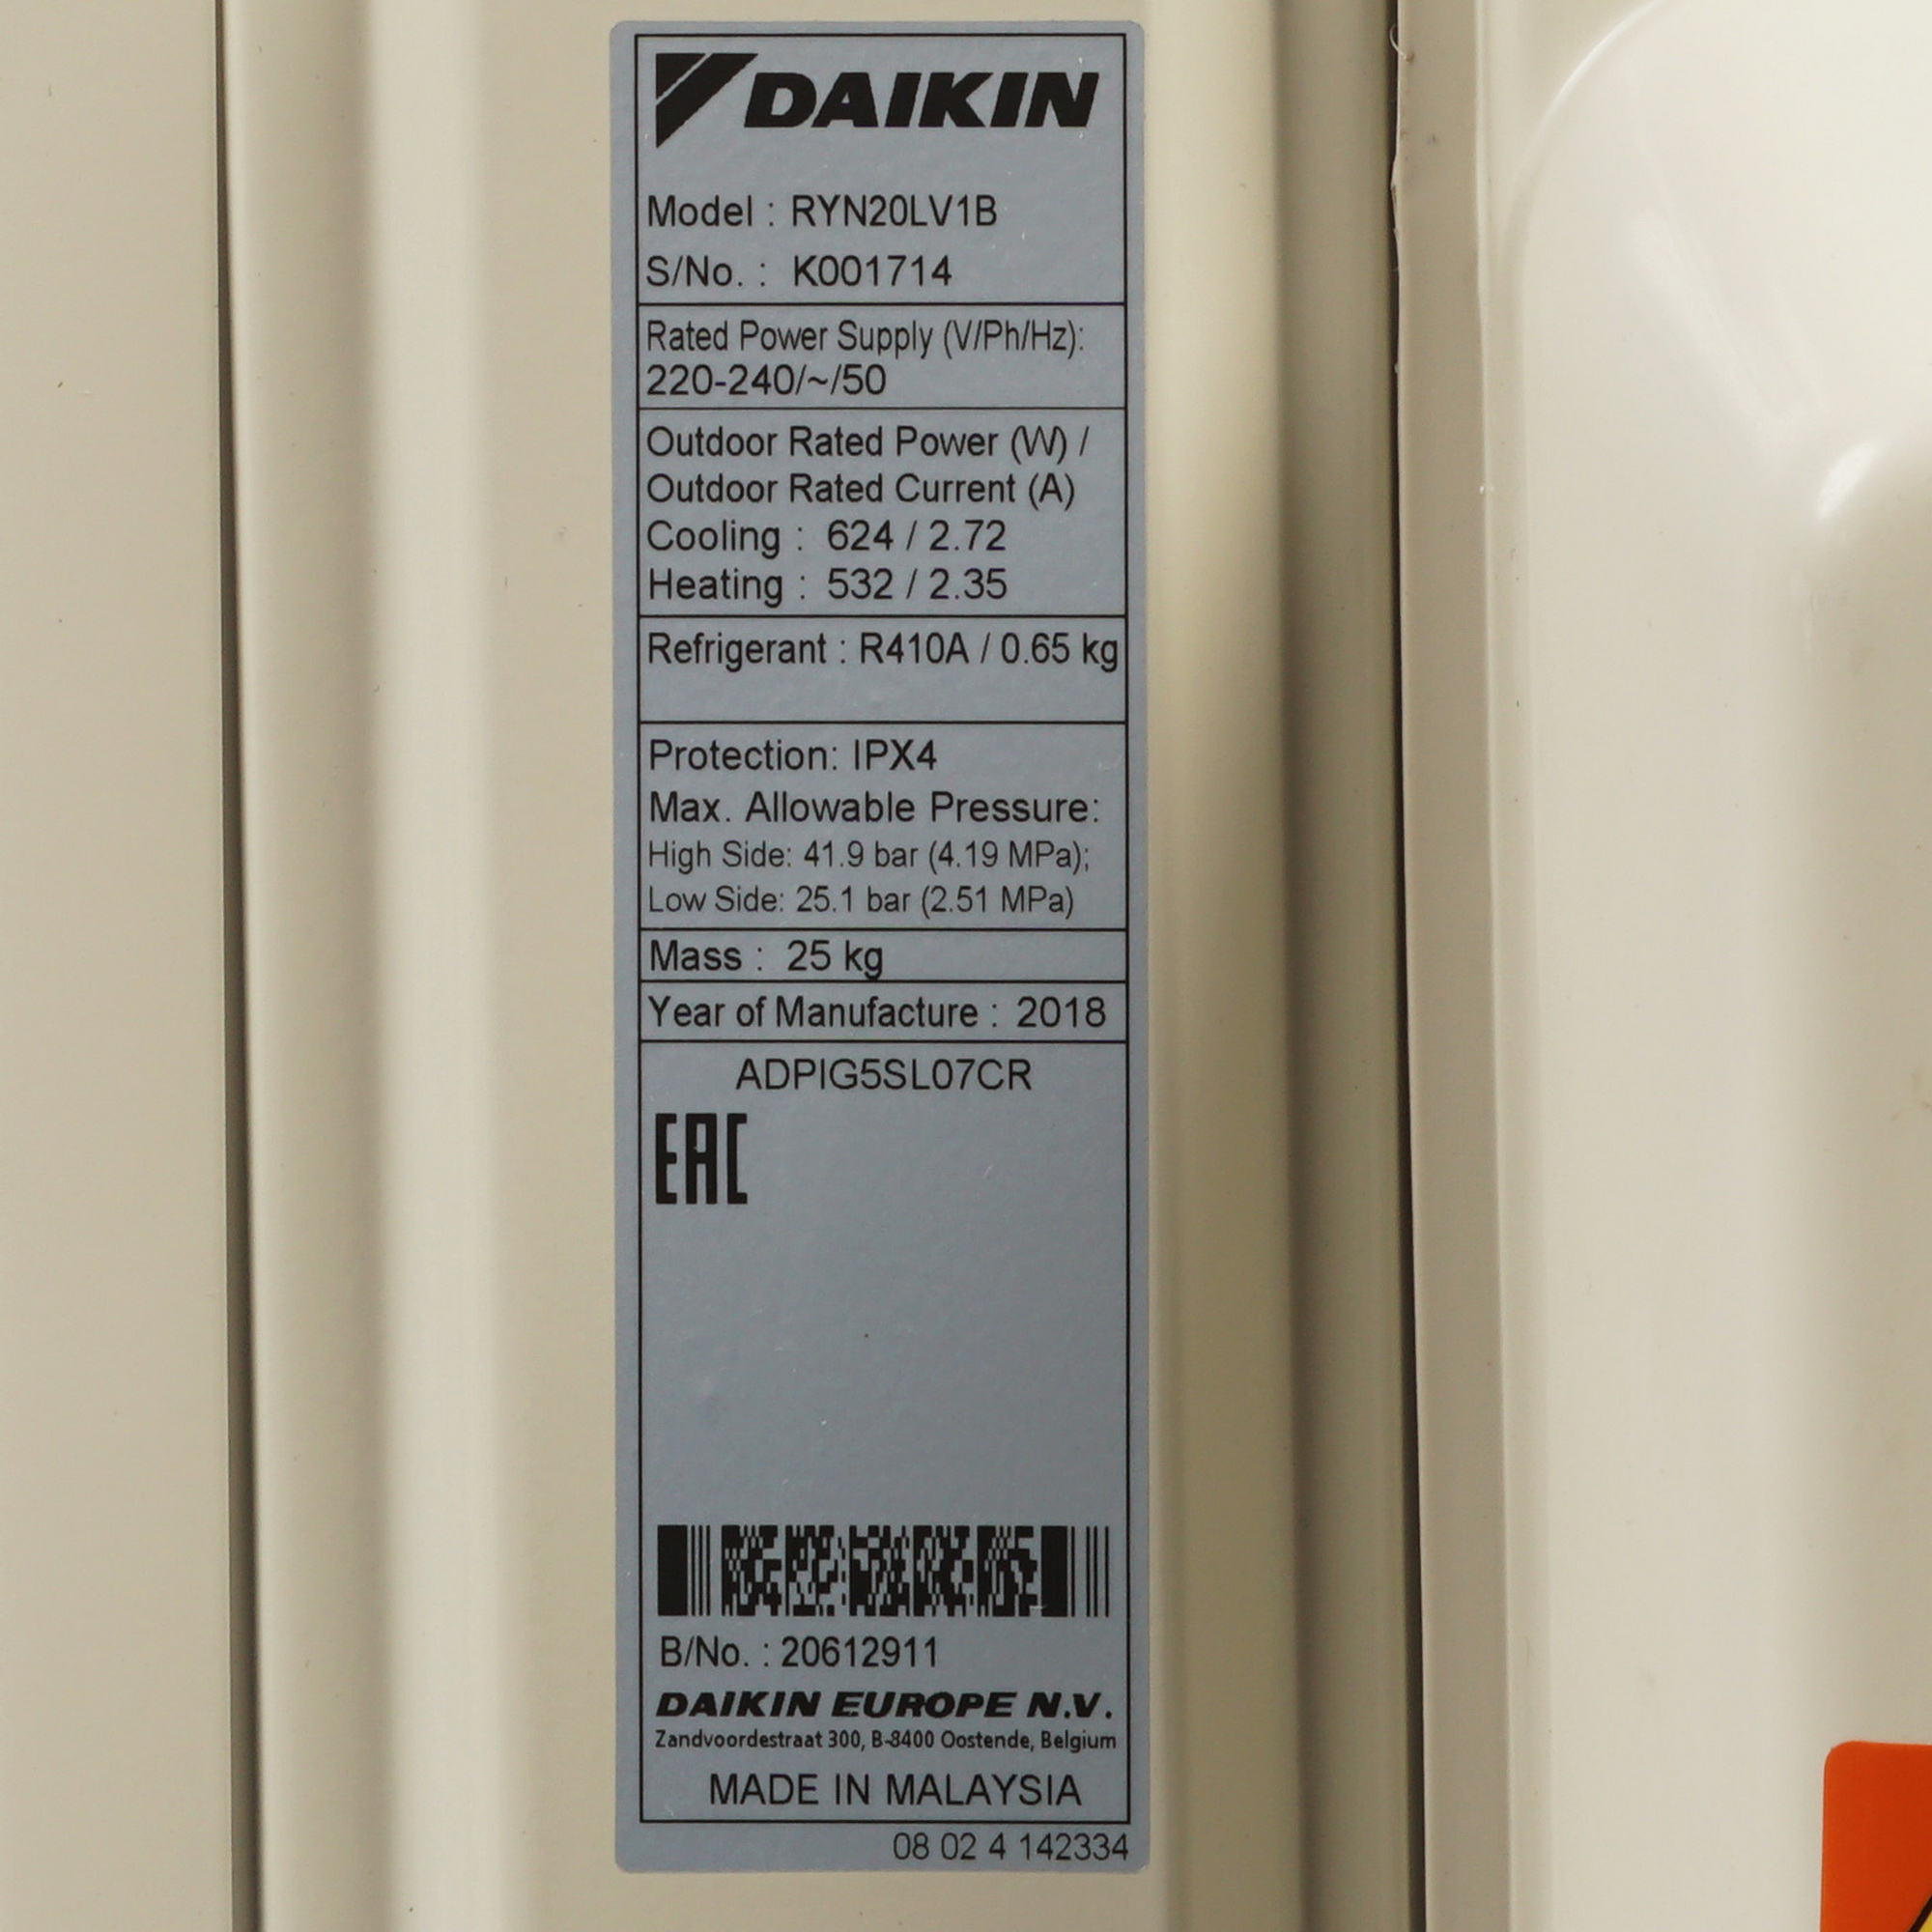 DAIKIN
Model : RYN20LV1B
S/No. : K001714
Rated Power Supply (V/Ph/Hz):
220-240/~/50
Outdoor Rated Power (W) /
Outdoor Rated Current (A)
Cooling : 624 / 2.72
Heating : 532 / 2.35
Refrigerant : R410A / 0.65 kg
Protection: IPX4
Max. Allowable Pressure:
High Side: 41.9 bar (4.19 MPa);
Low Side: 25.1 bar (2.51 MPa)
Mass : 25 kg
Year of Manufacture : 2018
ADPIG5SL07CR
EAC
B/No. : 20612911
DAIKIN EUROPE N.V.
Zandvoordestraat 300, B-8400 Oostende, Belgium
MADE IN MALAYSIA
08 02 4 142334